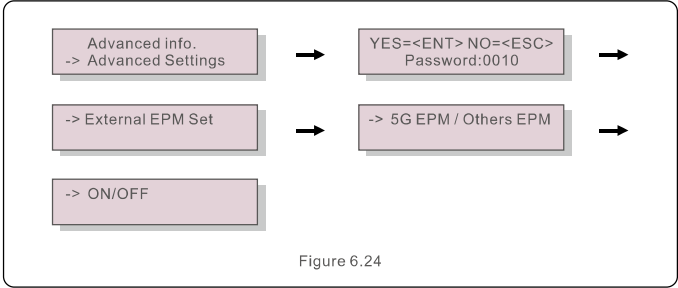 Advanced info.
-> Advanced Settings
YES=<ENT> NO=<ESC>
Password:0010
-> External EPM Set
-> 5G EPM / Others EPM
-> ON/OFF
Figure 6.24